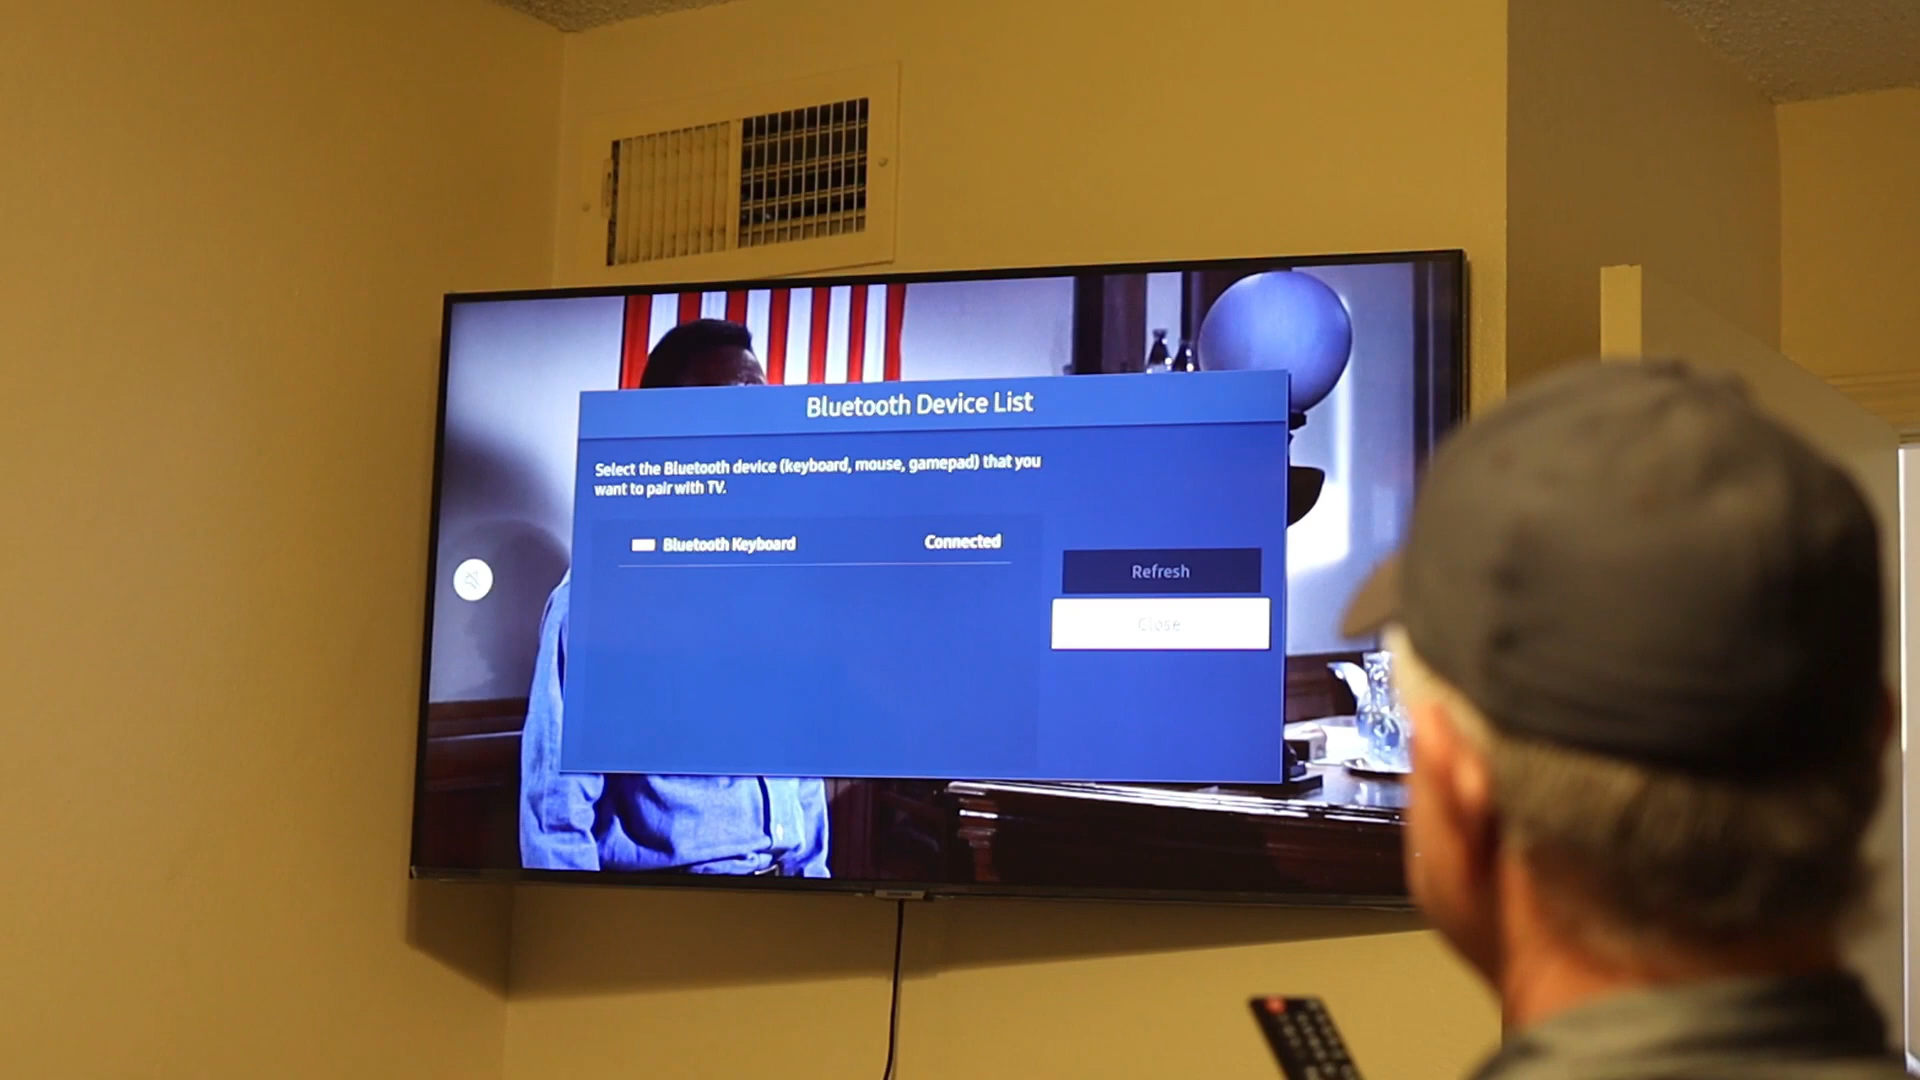 Bluetooth Device List
Select the Bluetooth device (keyboard, mouse, gamepad) that you
want to pair with TV.
Bluetooth Keyboard Connected
Refresh
Close